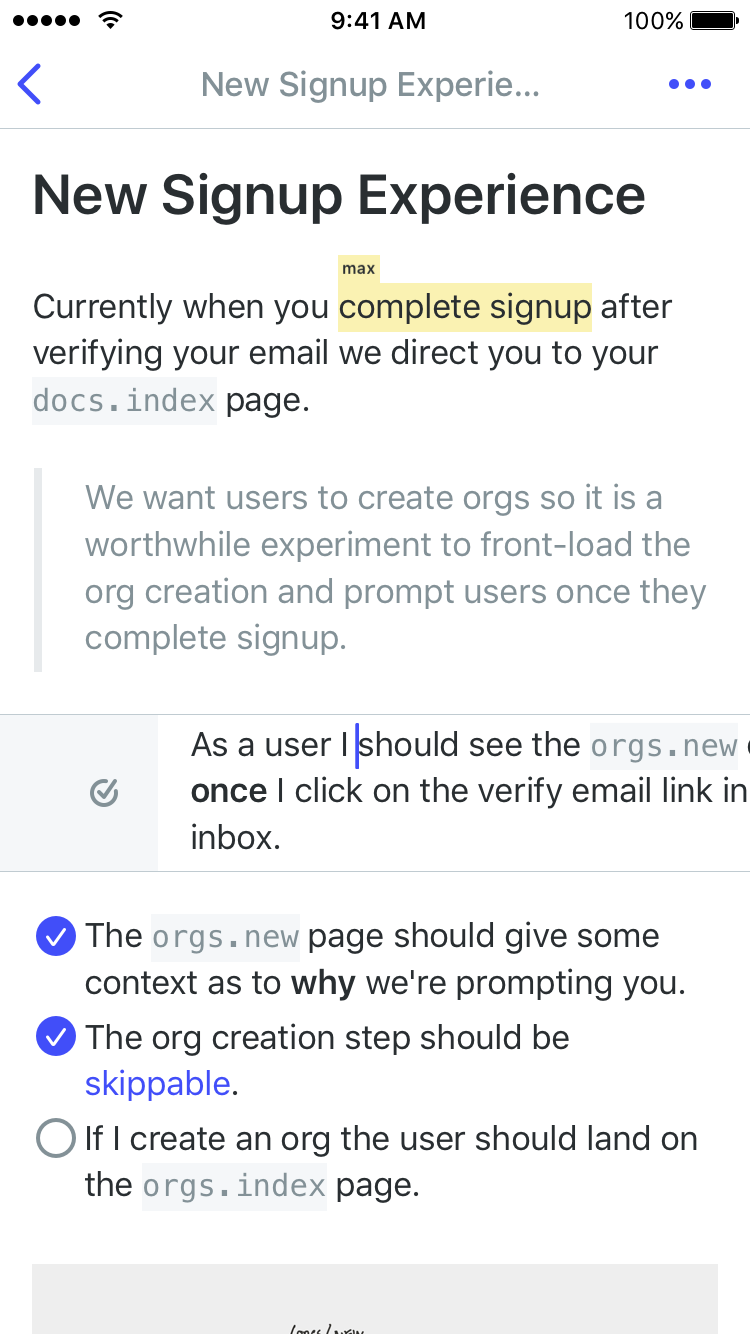 9:41 AM
100%
New Signup Experie...
New Signup Experience
max
Currently when you complete signup after
verifying your email we direct you to your
docs.index page.
We want users to create orgs so it is a
worthwhile experiment to front-load the
org creation and prompt users once they
complete signup.
As a user I should see the orgs.new
once I click on the verify email link in
inbox.
The orgs.new page should give some
context as to why we're prompting you.
The org creation step should be
skippable.
If I create an org the user should land on
the orgs.index page.